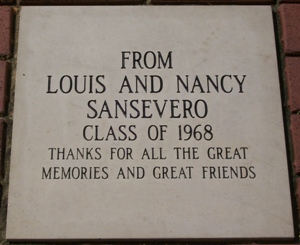 FROM
LOUIS AND NANCY
SANSEVERO
CLASS OF 1968
THANKS FOR ALL THE GREAT
MEMORIES AND GREAT FRIENDS